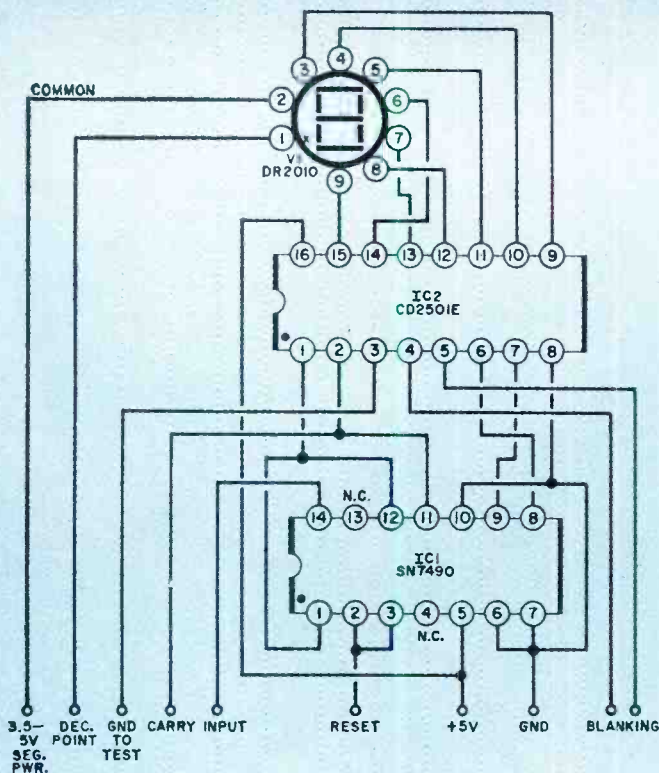 3 4 5
COMMON 2 6
1 7
V1
DR2010
9 8
16 15 14 13 12 11 10 9
IC2
CD2501E
1 2 3 4 5 6 7 8
N.C.
14 13 12 11 10 9 8
IC1
SN7490
1 2 3 4 5 6 7
N.C.
3.5–5V SEG. PWR.
DEC. POINT
GND TO TEST
CARRY
INPUT
RESET
+5V
GND
BLANKING